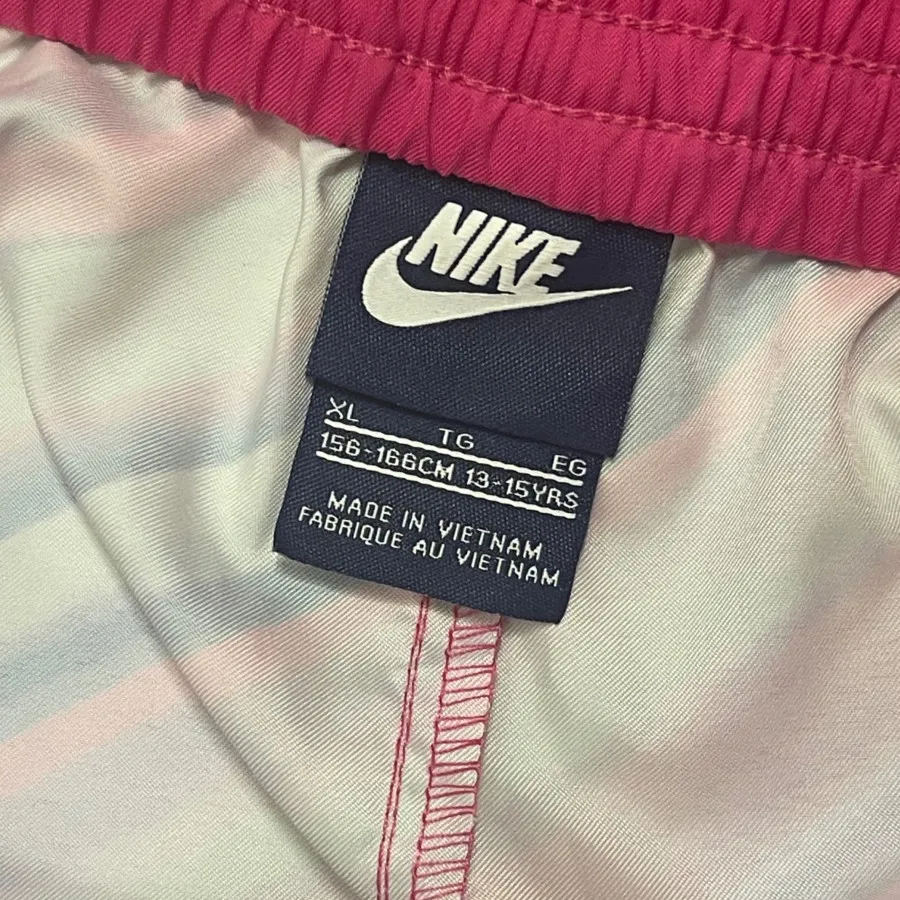 NIKE
XL TG EG
156-166CM 13-15YRS
MADE IN VIETNAM
FABRIQUE AU VIETNAM